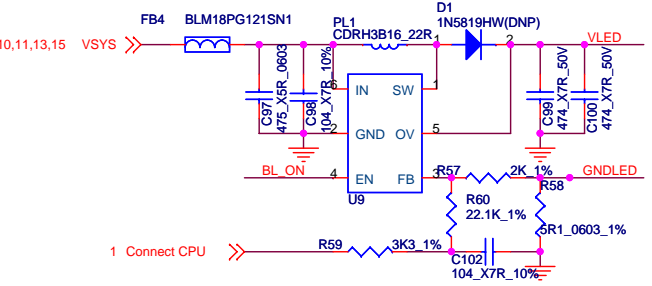 D1
FB4 BLM18PG121SN1 PL1 1N5819HW(DNP)
CDRH3B16_22R
10,11,13,15 VSYS 1 2 VLED
C97
475_X5R_0603
C98
104_X7R_10%
C99
474_X7R_50V
C100
474_X7R_50V
6 IN SW 1
2 GND OV 5
BL_ON 4 EN FB 3
U9
R57 2K_1% GNDLED
R58
5R1_0603_1%
R60
22.1K_1%
1 Connect CPU R59 3K3_1%
C102
104_X7R_10%